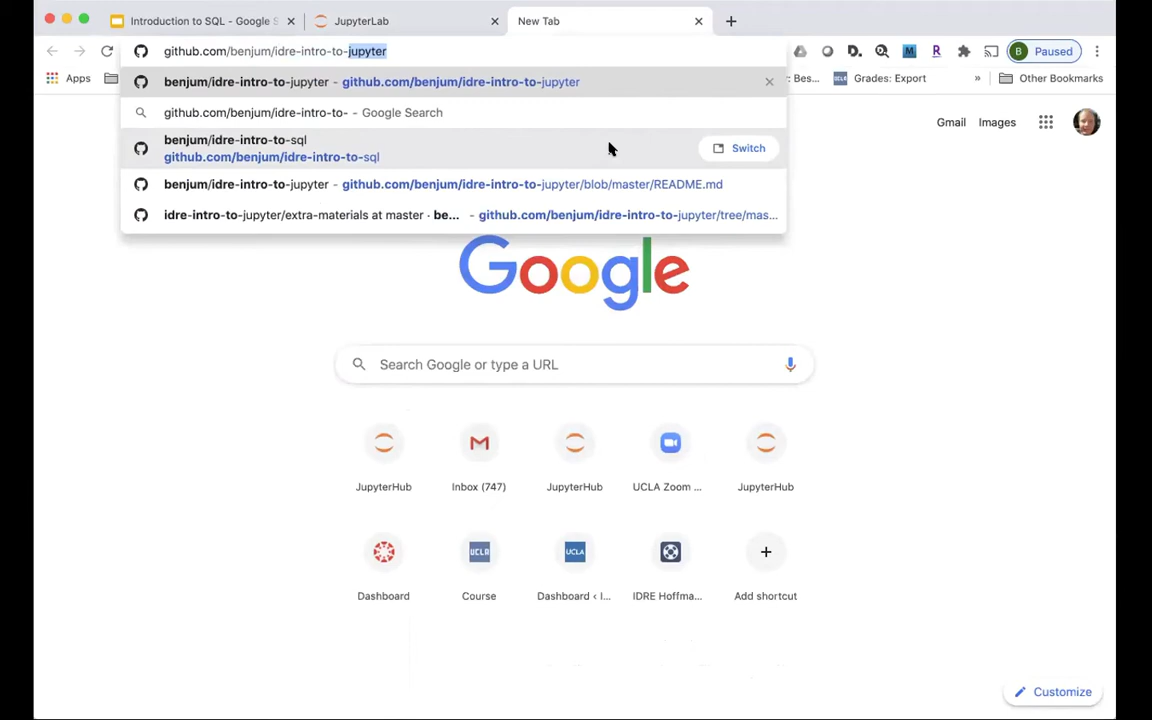 Introduction to SQL - Google S
JupyterLab
New Tab
github.com/benjum/idre-intro-to-jupyter
B Paused
Apps
: Bes...
Grades: Export
»
Other Bookmarks
benjum/idre-intro-to-jupyter - github.com/benjum/idre-intro-to-jupyter
github.com/benjum/idre-intro-to- - Google Search
benjum/idre-intro-to-sql
github.com/benjum/idre-intro-to-sql
Switch
benjum/idre-intro-to-jupyter - github.com/benjum/idre-intro-to-jupyter/blob/master/README.md
idre-intro-to-jupyter/extra-materials at master · be... - github.com/benjum/idre-intro-to-jupyter/tree/mas...
Gmail Images
Google
Search Google or type a URL
JupyterHub
Inbox (747)
JupyterHub
UCLA Zoom ...
JupyterHub
UCLA
UCLA
Dashboard
Course
Dashboard ‹ I...
IDRE Hoffma...
Add shortcut
Customize